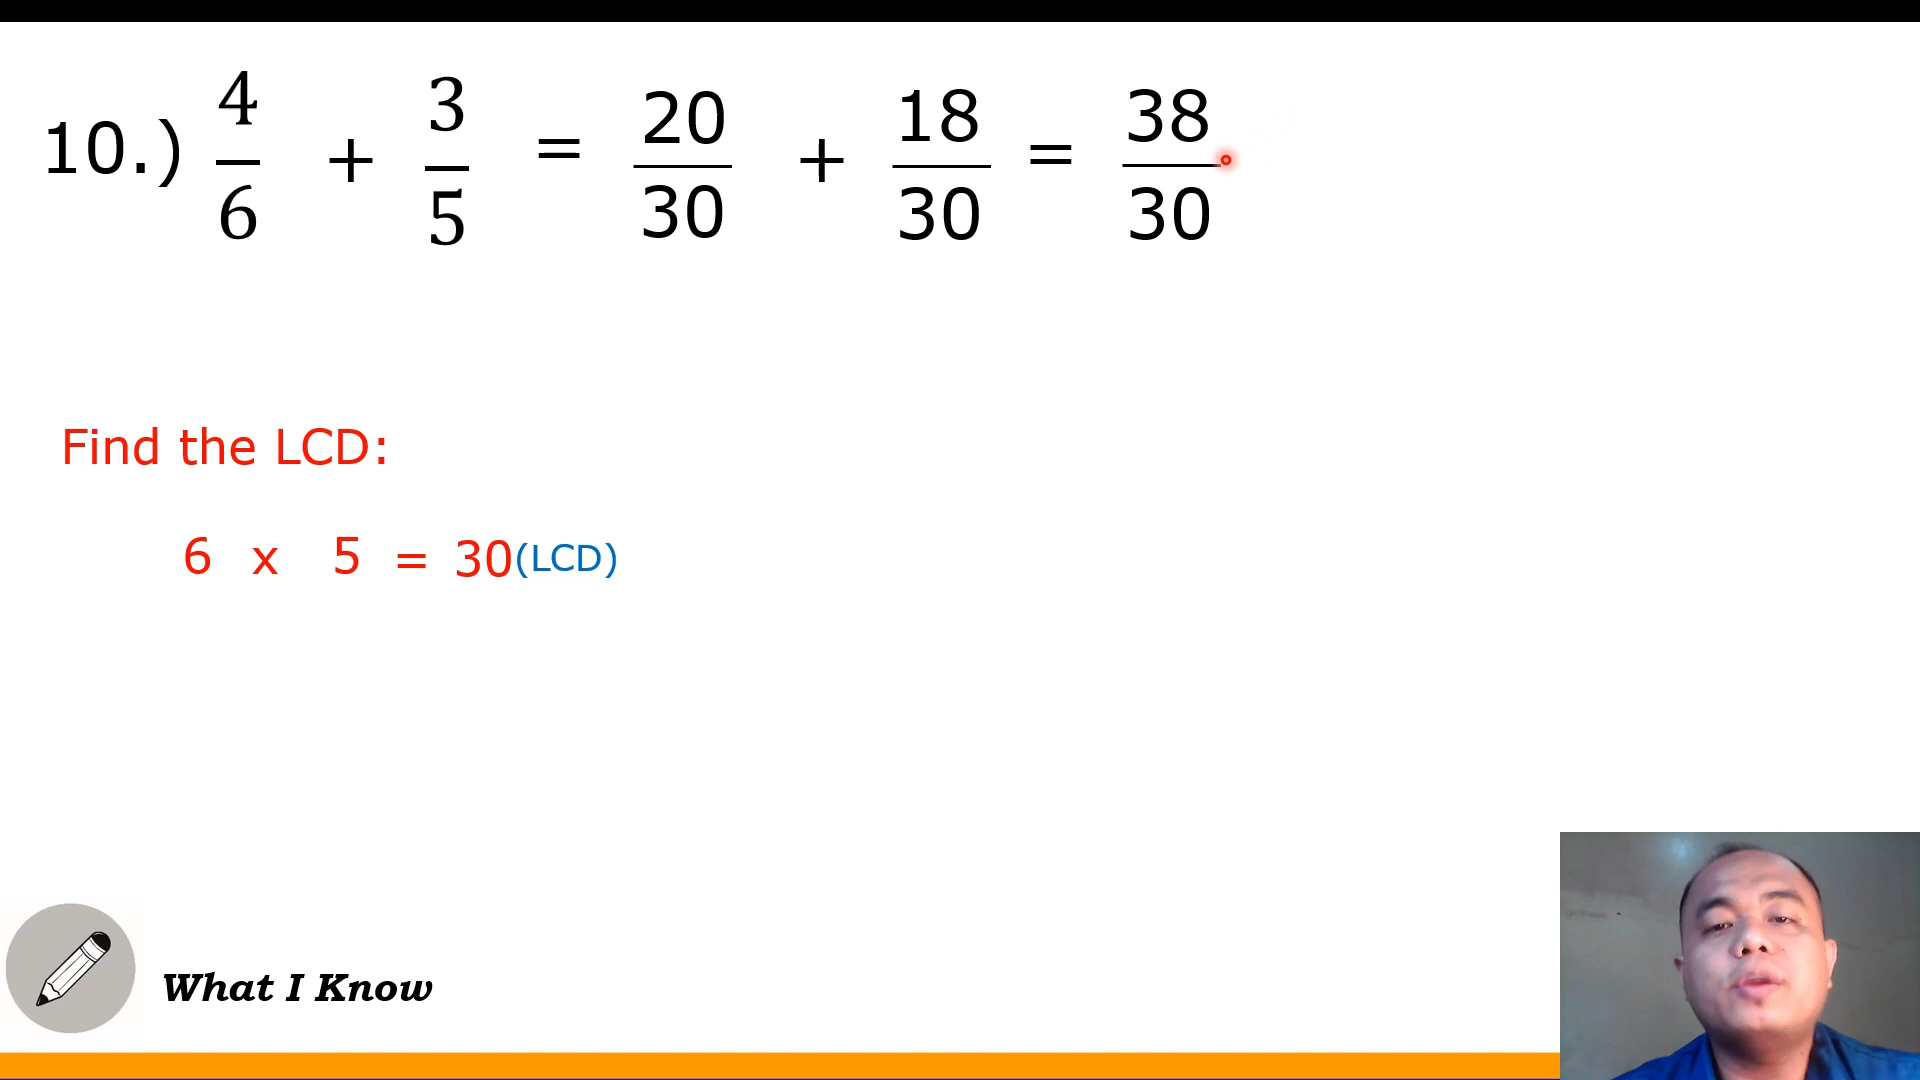 10.) 4/6 + 3/5 = 20/30 + 18/30 = 38/30
Find the LCD:
6 x 5 = 30(LCD)
What I Know